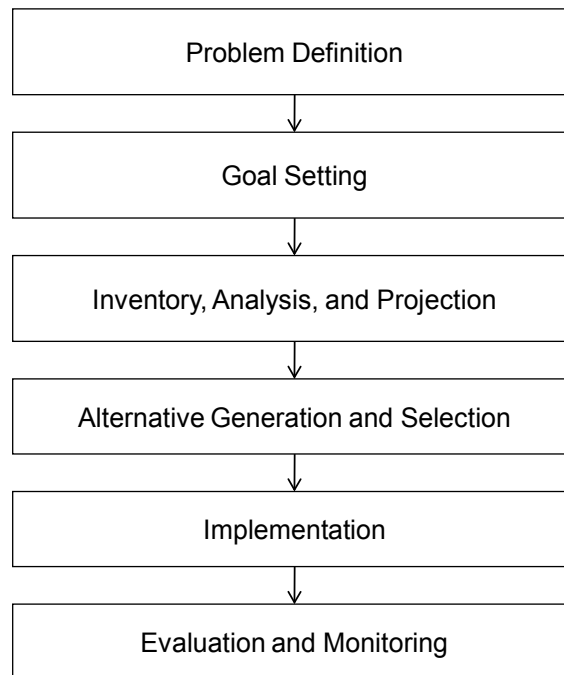 Problem Definition
Goal Setting
Inventory, Analysis, and Projection
Alternative Generation and Selection
Implementation
Evaluation and Monitoring